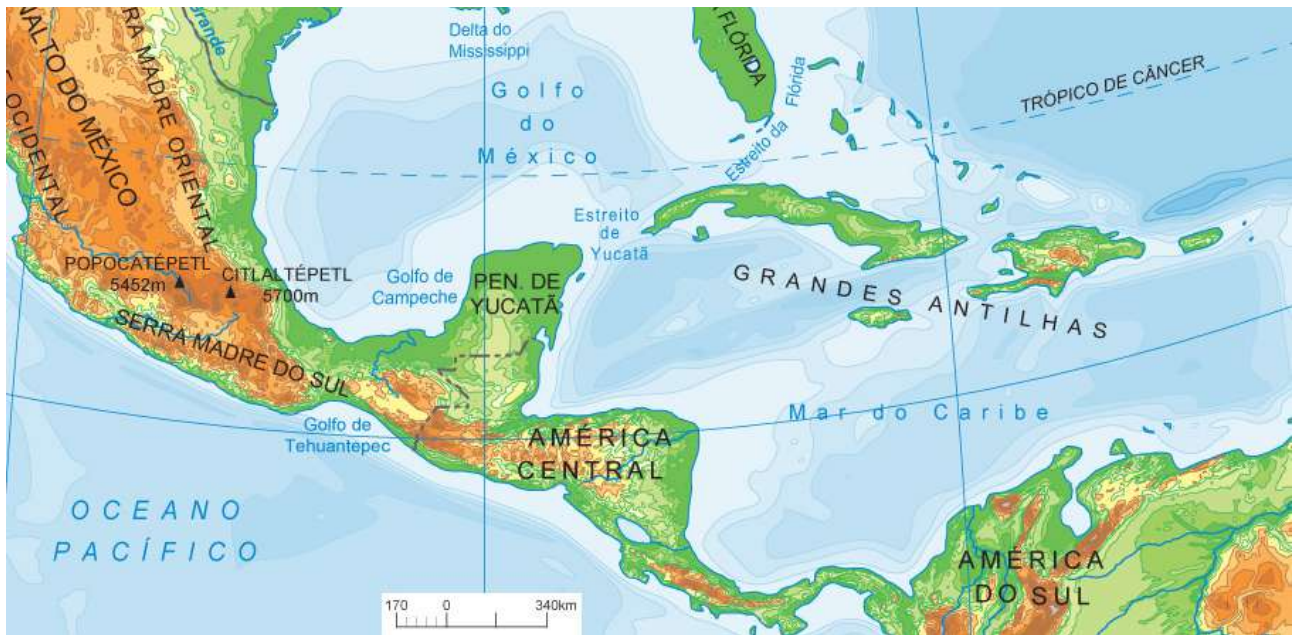 NALTO DO MÉXICO
RA MADRE ORIENTAL
OCIDENTAL
Grande
Delta do
Mississippi
FLÓRIDA
Golfo
do
México
Estreito da Flórida
TRÓPICO DE CÂNCER
Estreito
de
Yucatã
POPOCATÉPETL
5452m
CITLALTÉPETL
5700m
Golfo de
Campeche
PEN. DE
YUCATÃ
GRANDES ANTILHAS
SERRA MADRE DO SUL
Golfo de
Tehuantepec
Mar do Caribe
AMÉRICA
CENTRAL
OCEANO
PACÍFICO
AMÉRICA
DO SUL
170 0 340km